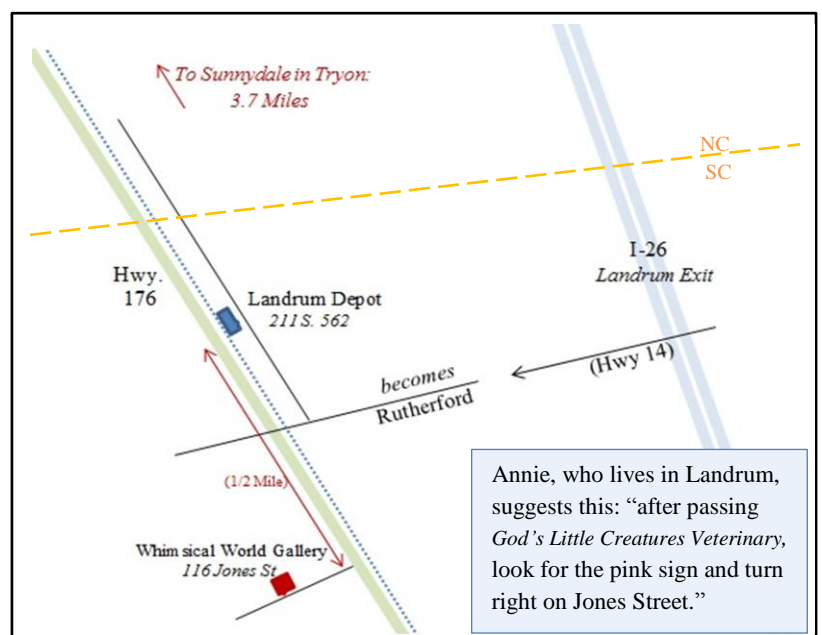 To Sunnydale in Tryon:
3.7 Miles
NC
SC
I-26
Landrum Exit
Hwy.
176
Landrum Depot
211 S. 562
(Hwy 14)
becomes
Rutherford
(1/2 Mile)
Whimsical World Gallery
116 Jones St
Annie, who lives in Landrum,
suggests this: “after passing
God’s Little Creatures Veterinary,
look for the pink sign and turn
right on Jones Street.”